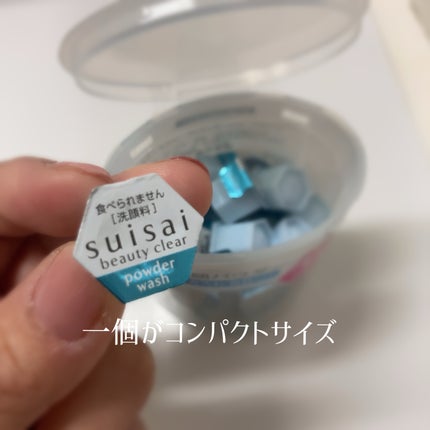 食べられません
[洗顔料]
suisai
beauty clear
powder
wash
一個がコンパクトサイズ